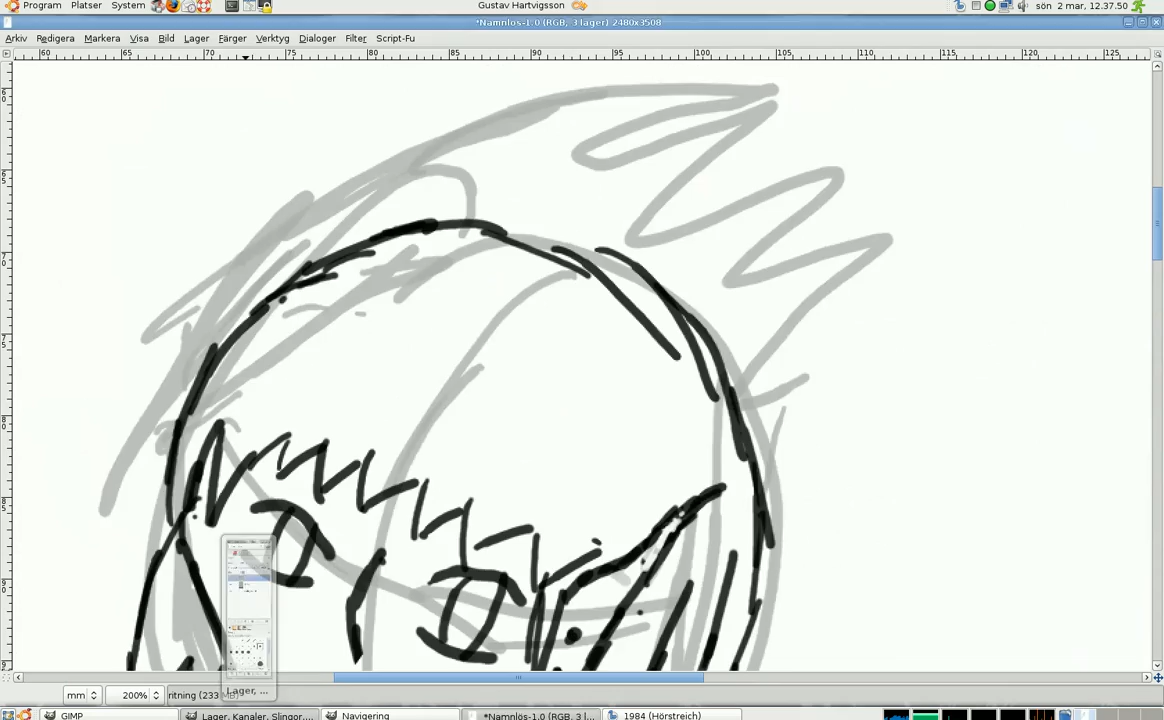 Program Platser System Gustav Hartvigsson sön 2 mar, 12.37.50
*Namnlös-1.0 (RGB, 3 lager) 2480x3508
Arkiv Redigera Markera Visa Bild Lager Färger Verktyg Dialoger Filter Script-Fu
60 65 70 75 80 85 90 95 100 105 110 115 120 125
Lager, ...
mm 200% ritning (233
GIMP Lager, Kanaler, Slingor,... Navigering *Namnlös-1.0 (RGB, 3 l... 1984 (Hörstreich)